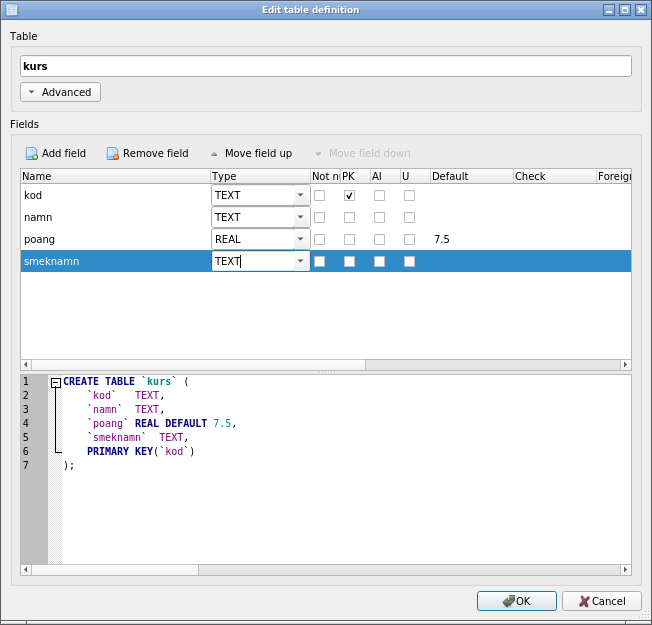 Edit table definition
Table
kurs
Advanced
Fields
Add field Remove field Move field up Move field down
Name Type Not n PK AI U Default Check Foreign
kod TEXT
namn TEXT
poang REAL 7.5
smeknamn TEXT
1 CREATE TABLE `kurs` (
2 `kod` TEXT,
3 `namn` TEXT,
4 `poang` REAL DEFAULT 7.5,
5 `smeknamn` TEXT,
6 PRIMARY KEY(`kod`)
7 );
OK Cancel